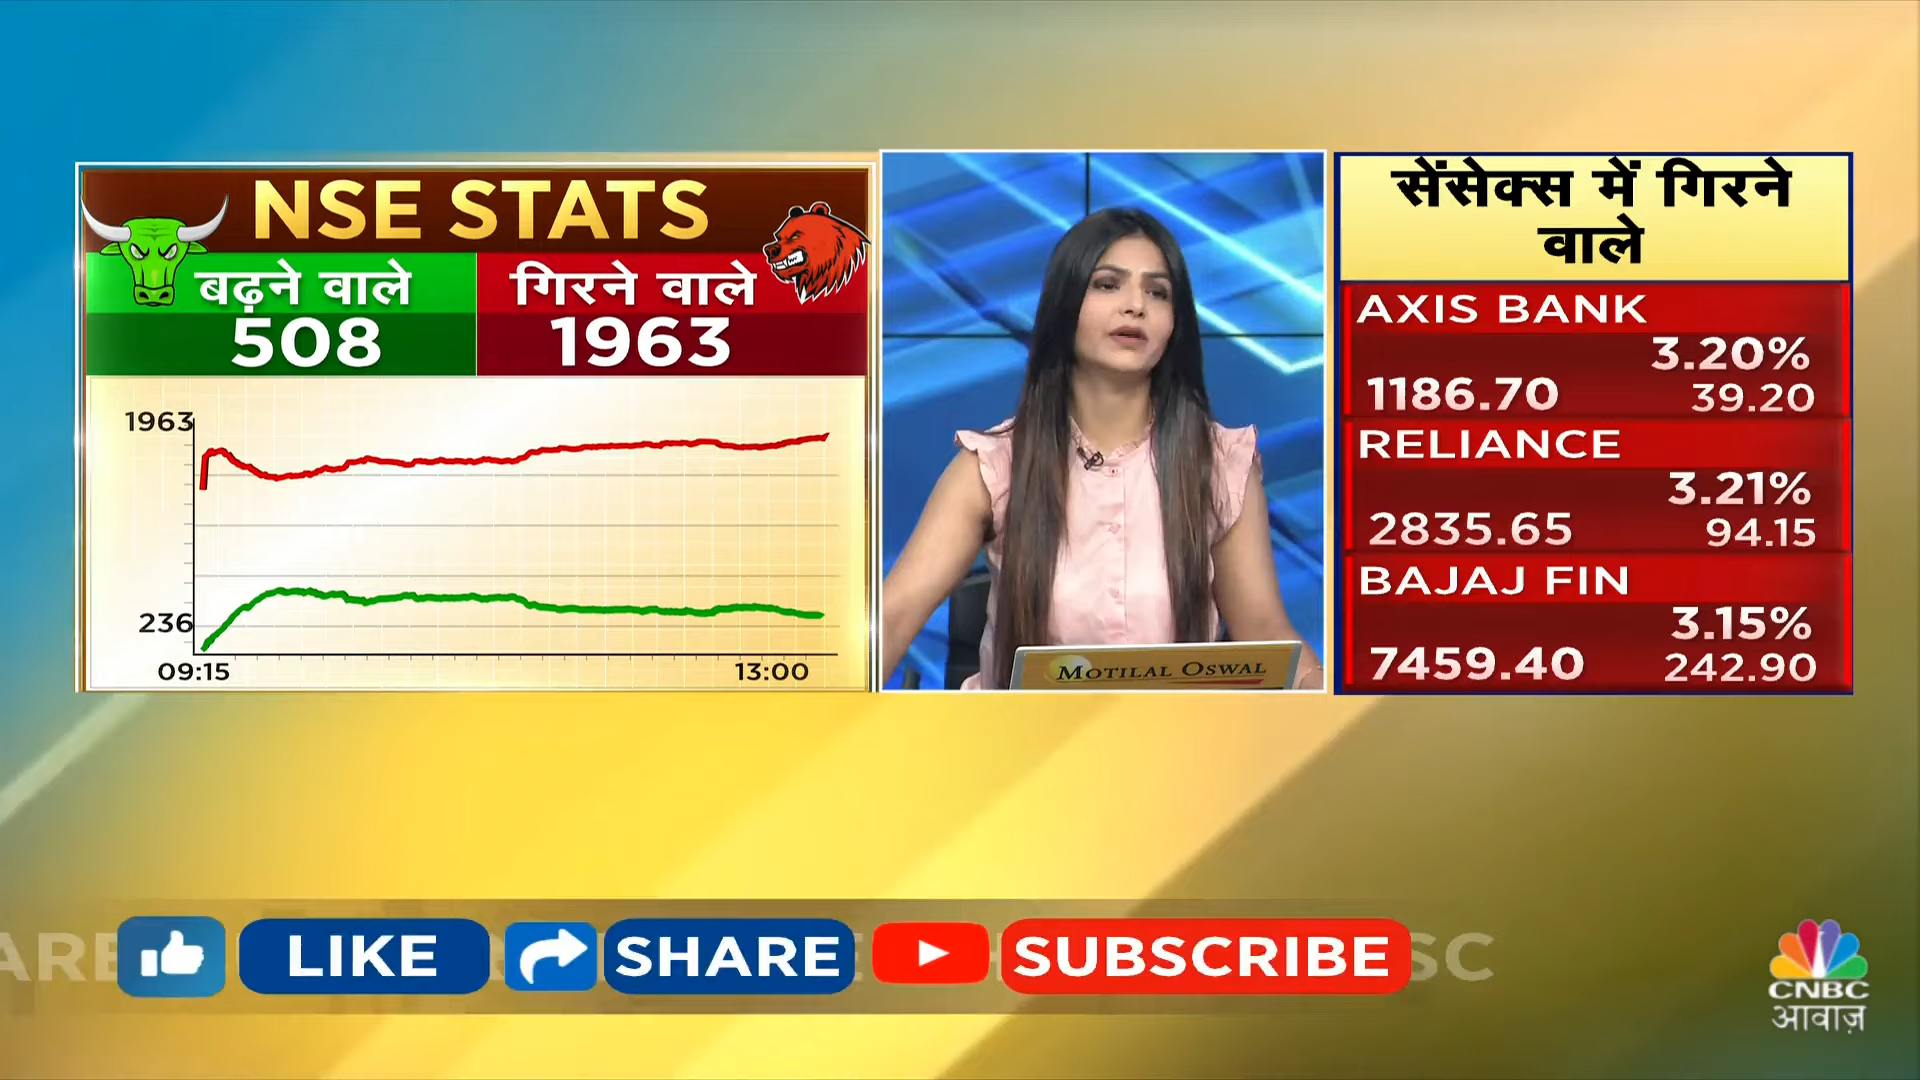 NSE STATS
बढ़ने वाले
508
गिरने वाले
1963
1963
236
09:15
13:00
MOTILAL OSWAL
सेंसेक्स में गिरने
वाले
AXIS BANK
3.20%
1186.70
39.20
RELIANCE
3.21%
2835.65
94.15
BAJAJ FIN
3.15%
7459.40
242.90
LIKE
SHARE
SUBSCRIBE
CNBC
आवाज़